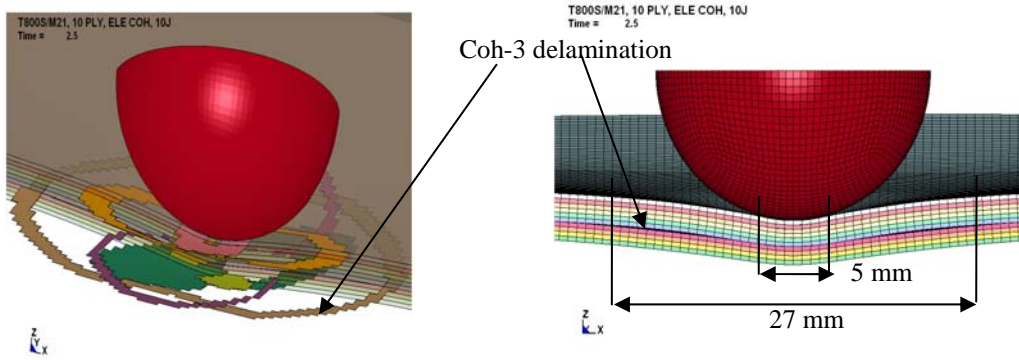 T800S/M21, 10 PLY, ELE COH, 10J
Time = 2.5
Coh-3 delamination
T800S/M21, 10 PLY, ELE COH, 10J
Time = 2.5
5 mm
27 mm
Z
Y
X
Z
X